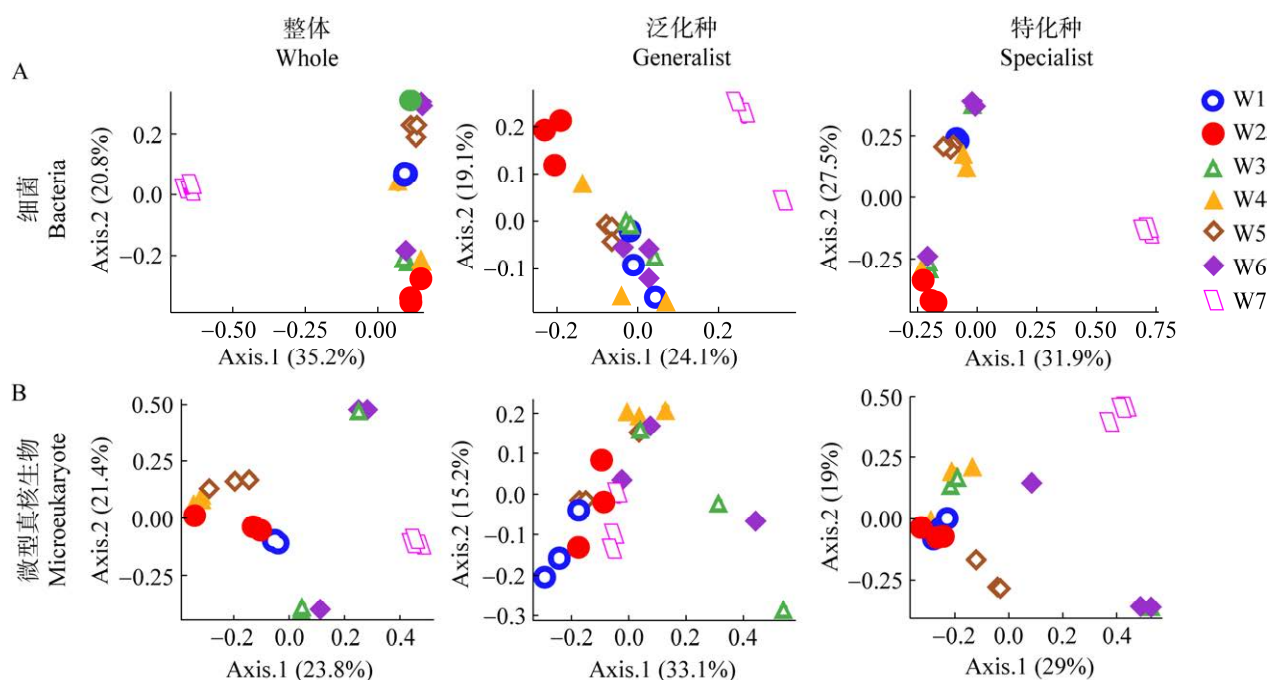 整体
Whole
泛化种
Generalist
特化种
Specialist
A
细菌
Bacteria
Axis.2 (20.8%)
0.2
0.0
−0.2
−0.50
−0.25
0.00
Axis.1 (35.2%)
Axis.2 (19.1%)
0.2
0.1
0.0
−0.1
−0.2
0.0
0.2
Axis.1 (24.1%)
Axis.2 (27.5%)
0.25
0.00
−0.25
−0.25
0.00
0.25
0.50
0.75
Axis.1 (31.9%)
W1
W2
W3
W4
W5
W6
W7
B
微型真核生物
Microeukaryote
Axis.2 (21.4%)
0.50
0.25
0.00
−0.25
−0.2
0.0
0.2
0.4
Axis.1 (23.8%)
Axis.2 (15.2%)
0.2
0.1
0.0
−0.1
−0.2
−0.3
−0.2
0.0
0.2
0.4
Axis.1 (33.1%)
Axis.2 (19%)
0.50
0.25
0.00
−0.25
−0.2
0.0
0.2
0.4
Axis.1 (29%)